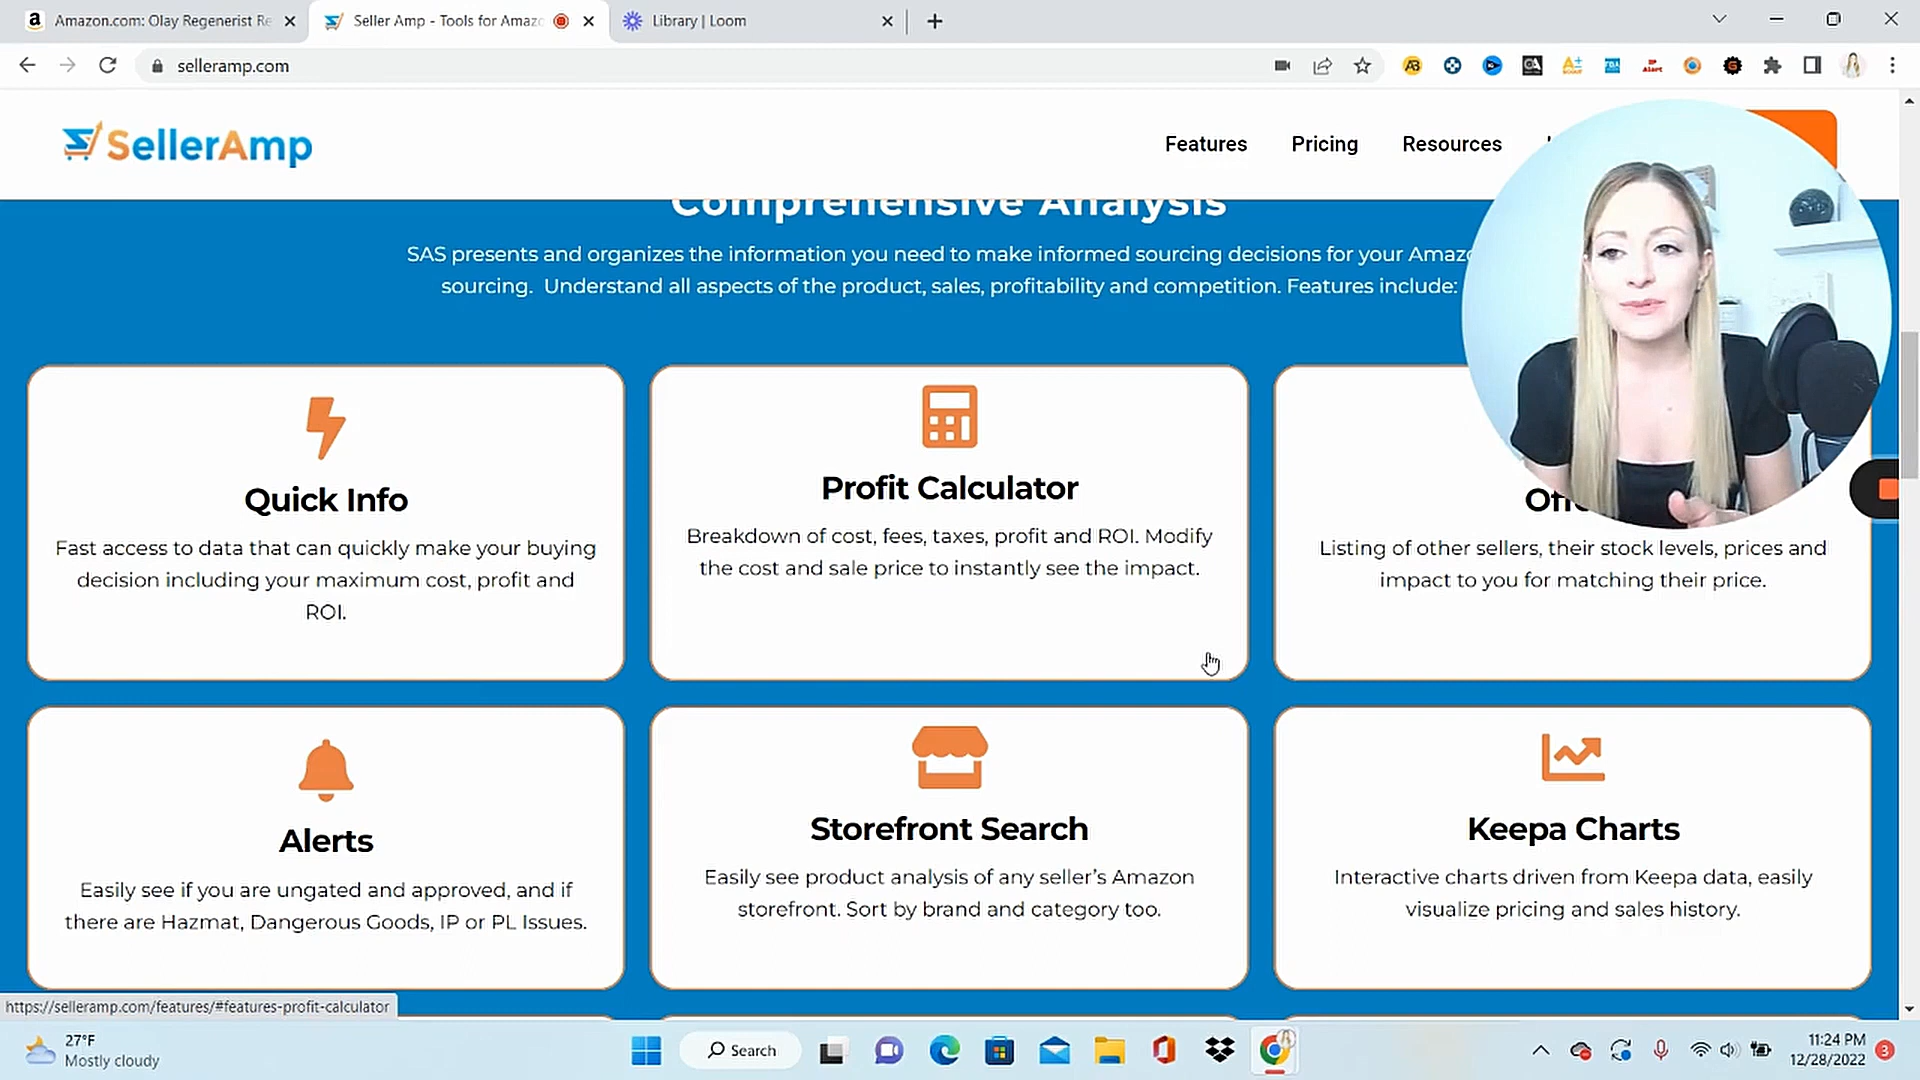 Amazon.com: Olay Regenerist Re
Seller Amp - Tools for Amazo
Library | Loom
selleramp.com
SellerAmp
Features
Pricing
Resources
Comprehensive Analysis
SAS presents and organizes the information you need to make informed sourcing decisions for your Amazo
sourcing. Understand all aspects of the product, sales, profitability and competition. Features include:
Quick Info
Fast access to data that can quickly make your buying
decision including your maximum cost, profit and
ROI.
Profit Calculator
Breakdown of cost, fees, taxes, profit and ROI. Modify
the cost and sale price to instantly see the impact.
Listing of other sellers, their stock levels, prices and
impact to you for matching their price.
Alerts
Easily see if you are ungated and approved, and if
there are Hazmat, Dangerous Goods, IP or PL Issues.
Storefront Search
Easily see product analysis of any seller’s Amazon
storefront. Sort by brand and category too.
Keepa Charts
Interactive charts driven from Keepa data, easily
visualize pricing and sales history.
https://selleramp.com/features/#features-profit-calculator
27°F
Mostly cloudy
Search
11:24 PM
12/28/2022
3